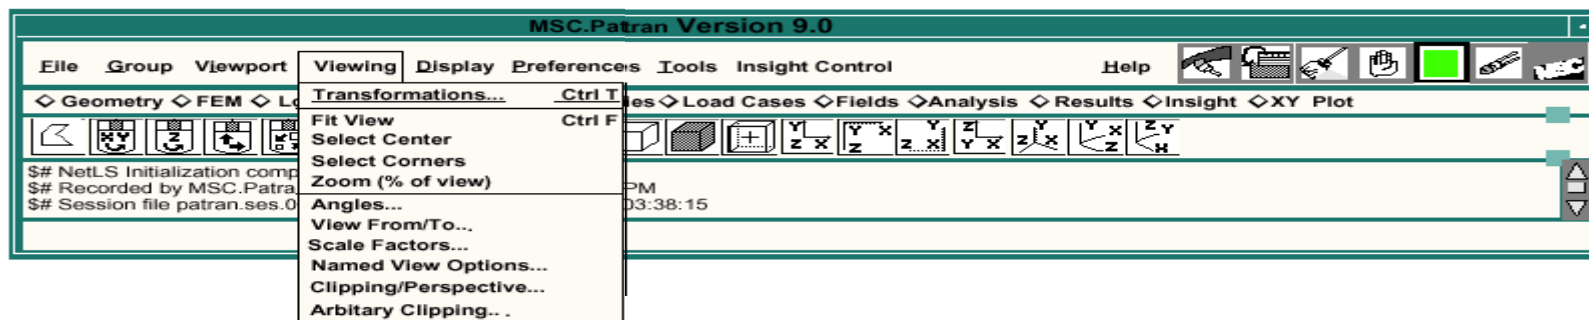 MSC.Patran Version 9.0
File Group Viewport Viewing Display Preferences Tools Insight Control Help
Geometry FEM Transformations... Ctrl T Load Cases Fields Analysis Results Insight XY Plot
Fit View Ctrl F
Select Center
Select Corners
Zoom (% of view)
Angles...
View From/To...
Scale Factors...
Named View Options...
Clipping/Perspective...
Arbitary Clipping...
XY Z Y Z X Y X Z Z X Y Z Y X Y Z X Y X Z Z Y X
$# NetLS Initialization comp
$# Recorded by MSC.Patra PM
$# Session file patran.ses.0 03:38:15